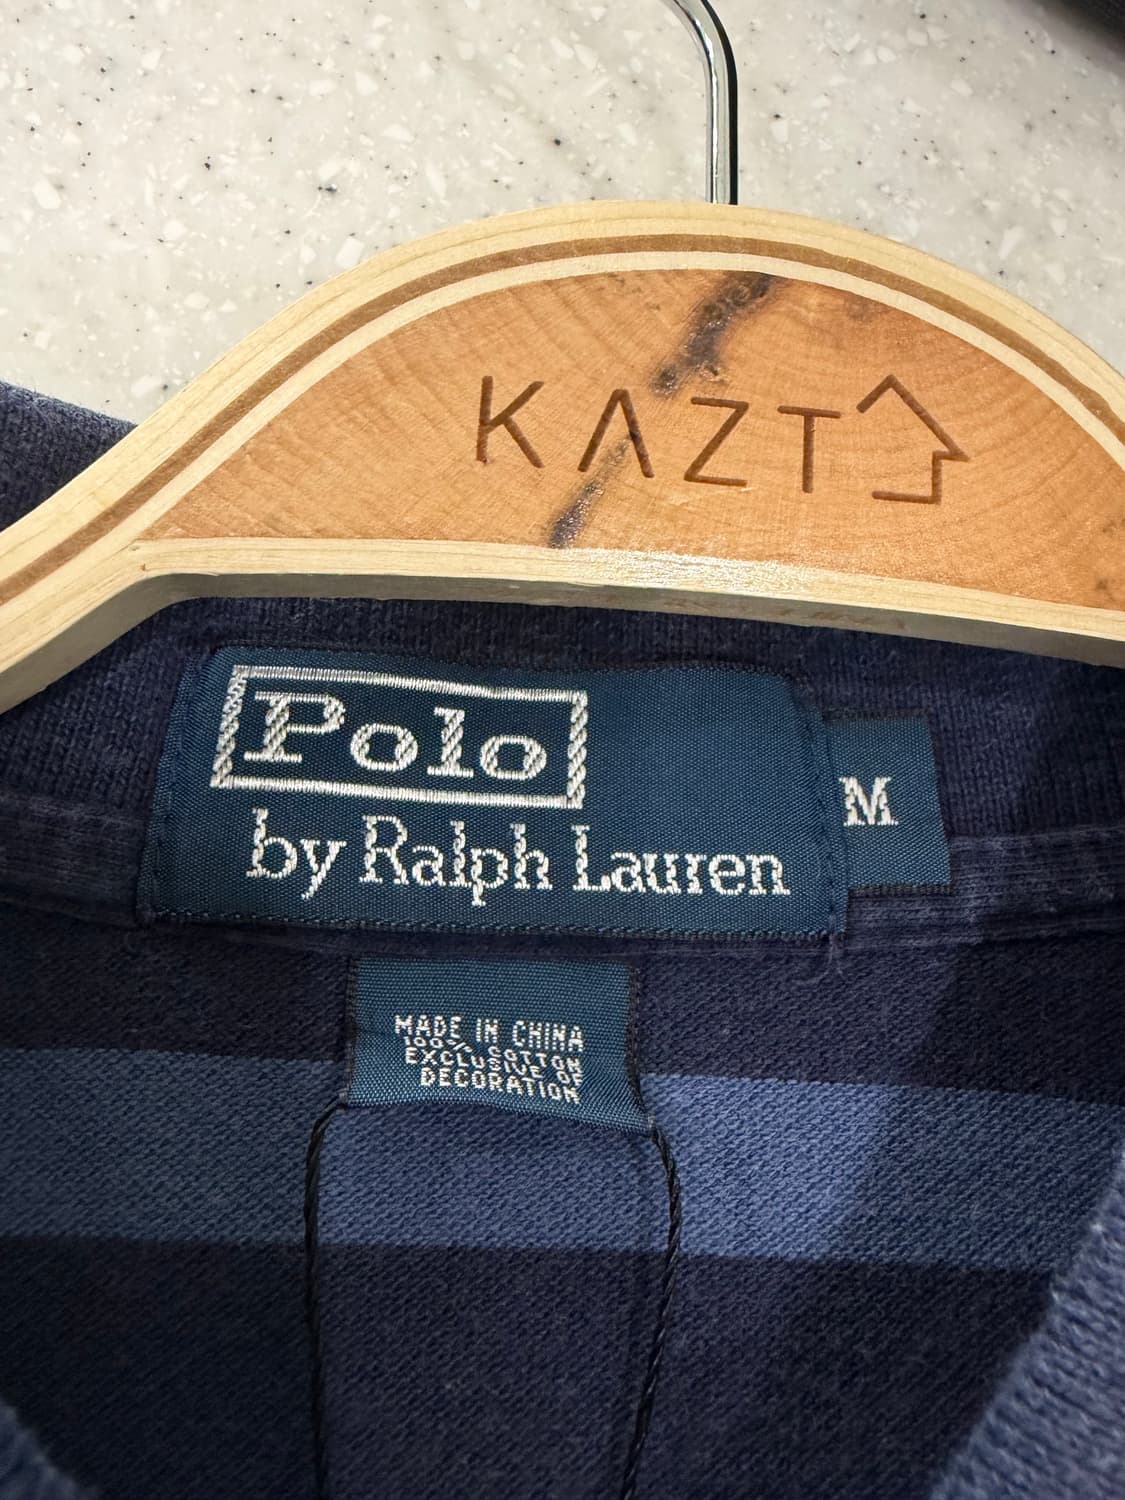 KAZT
Polo
by Ralph Lauren
M
MADE IN CHINA
100% COTTON
EXCLUSIVE OF
DECORATION